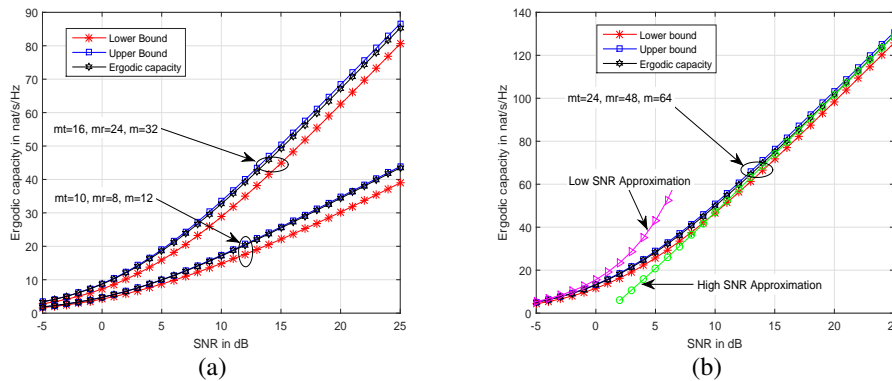 90
80
70
60
50
40
30
20
10
0
-5 0 5 10 15 20 25
Ergodic capacity in nat/s/Hz
SNR in dB
Lower Bound
Upper Bound
Ergodic capacity
mt=16, mr=24, m=32
mt=10, mr=8, m=12
(a)
140
120
100
80
60
40
20
0
-5 0 5 10 15 20
Ergodic capacity in nat/s/Hz
SNR in dB
Lower Bound
Upper bound
Ergodic capacity
mt=24, mr=48, m=64
Low SNR Approximation
High SNR Approximation
(b)